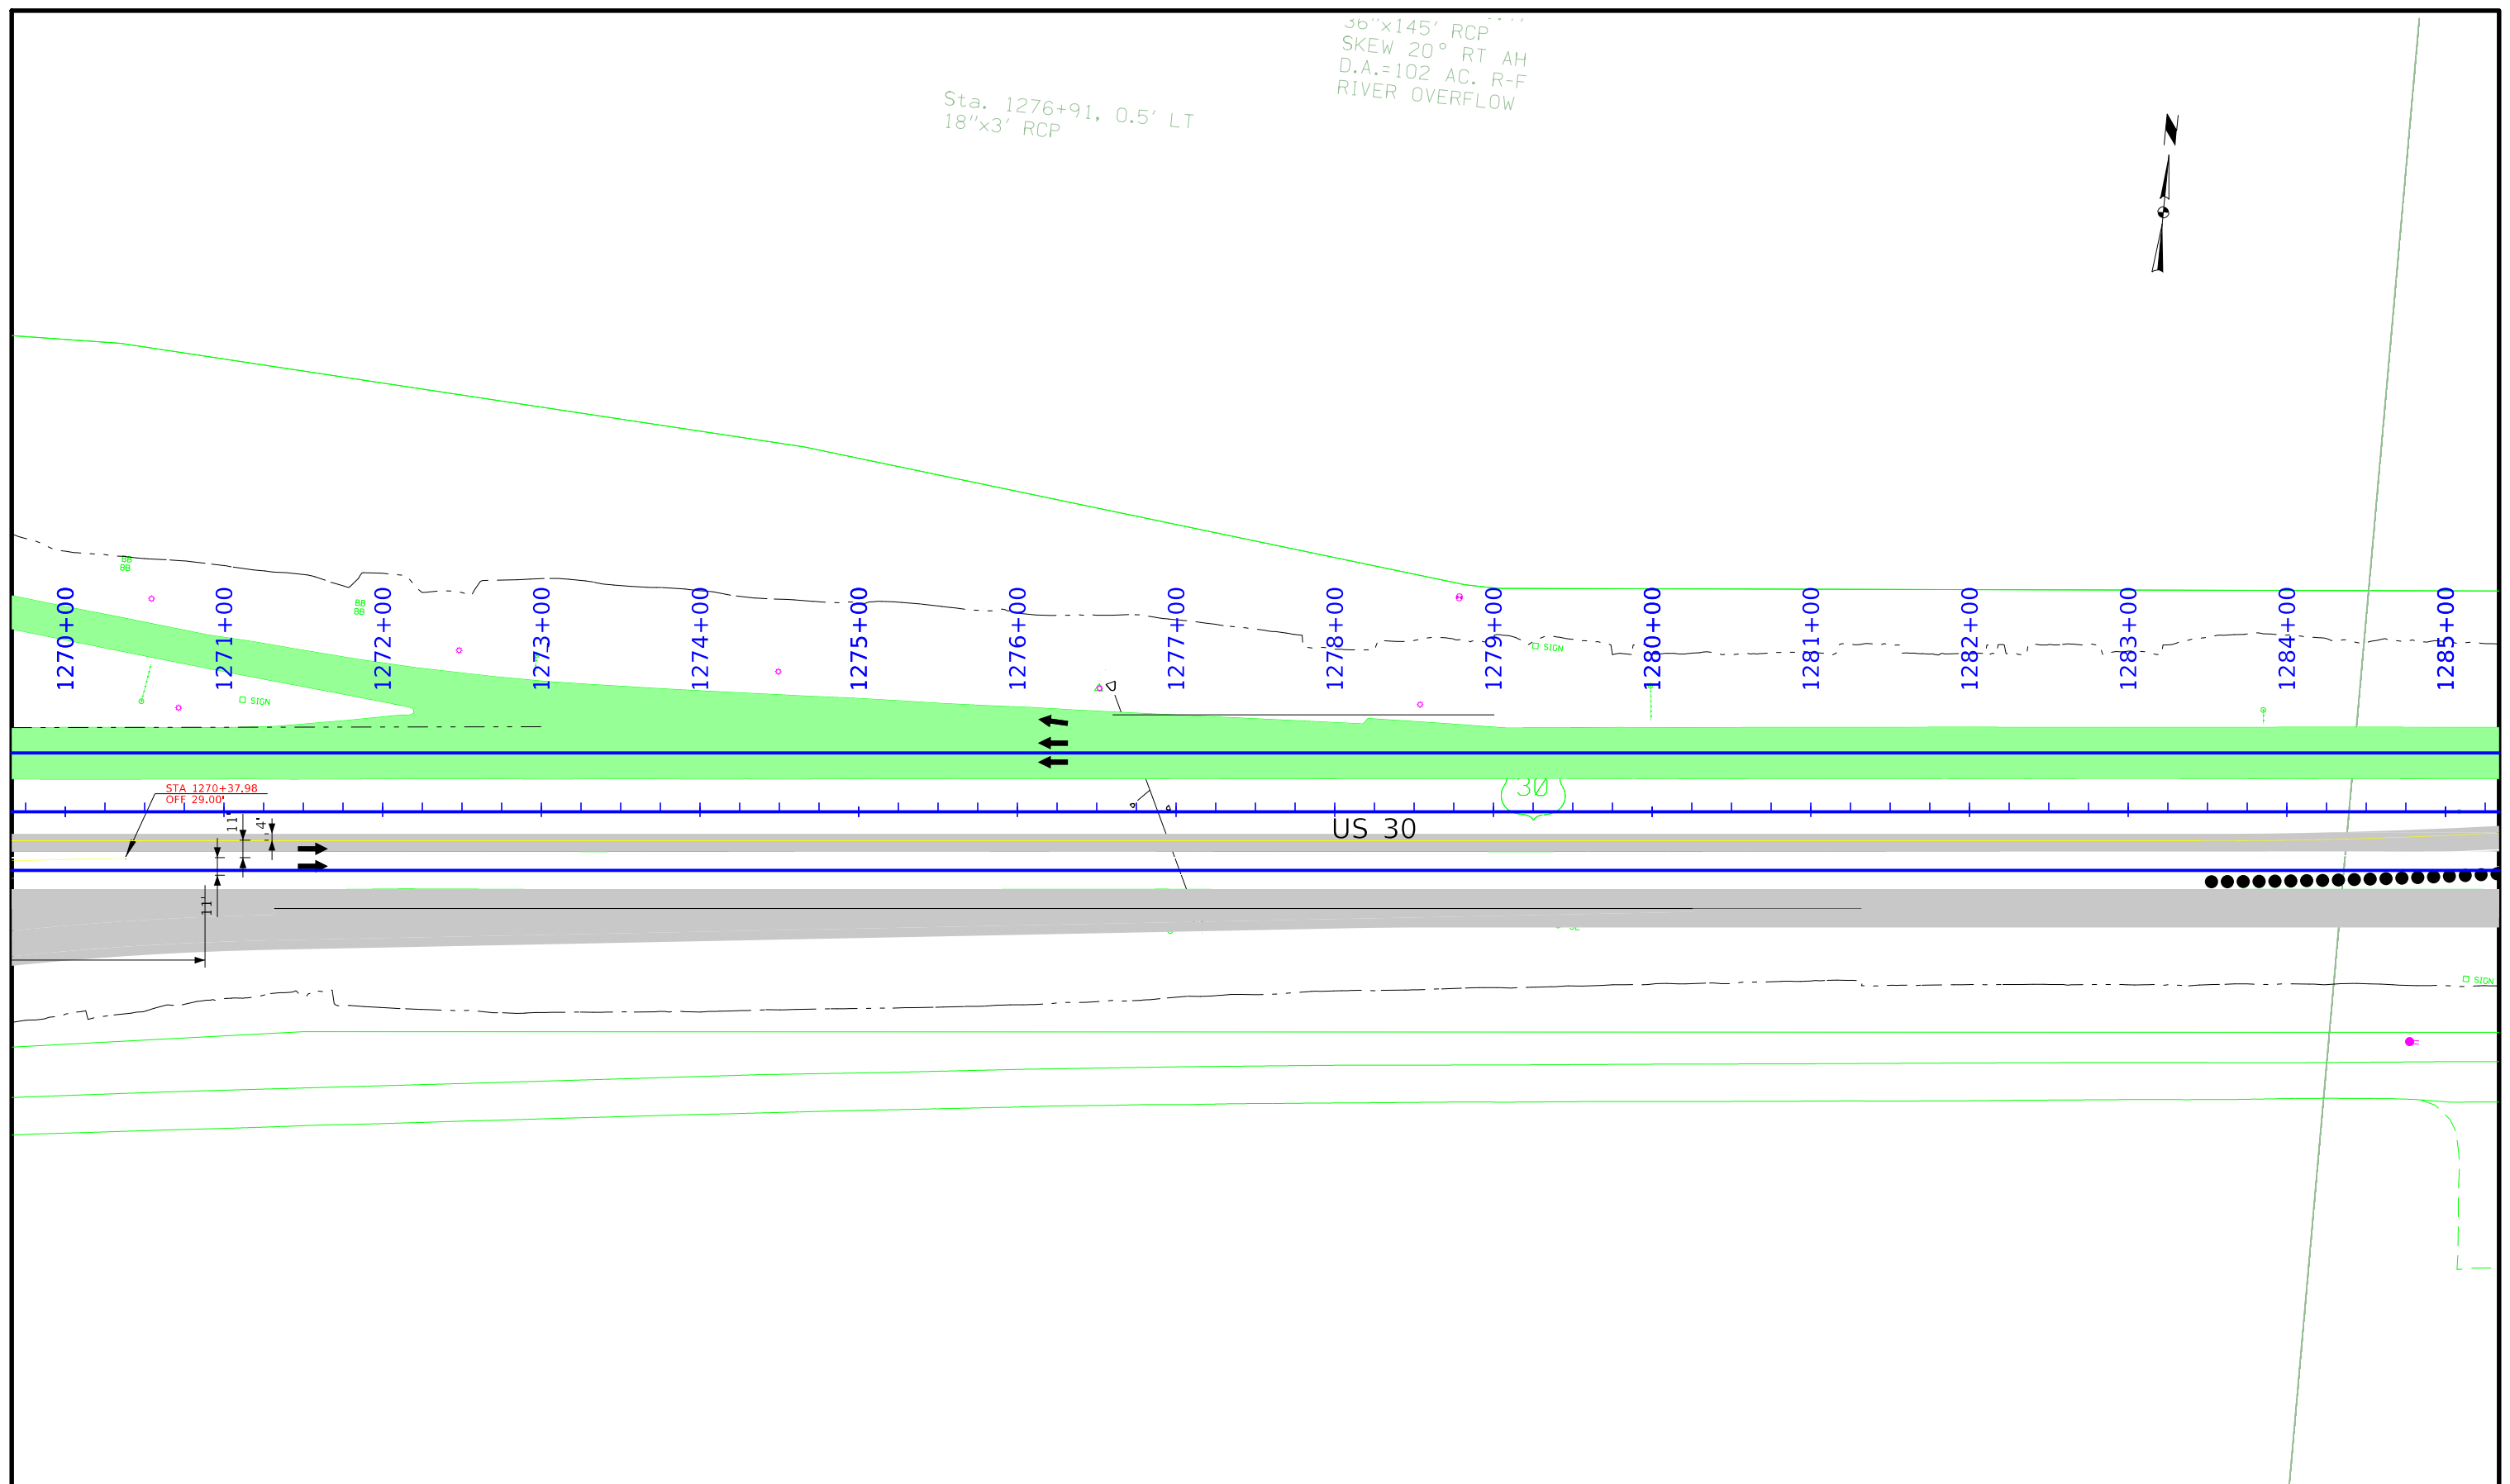 36"x145' RCP
SKEW 20° RT AH
D.A.=102 AC. R-F
RIVER OVERFLOW
Sta. 1276+91, 0.5' LT
18"x3' RCP
N
BB
BB
BB
BB
1270+00
1271+00
1272+00
1273+00
1274+00
1275+00
1276+00
1277+00
1278+00
1279+00
1280+00
1281+00
1282+00
1283+00
1284+00
1285+00
SIGN
SIGN
STA 1270+37.98
OFF 29.00'
30
US 30
11'
4'
11'
SIGN